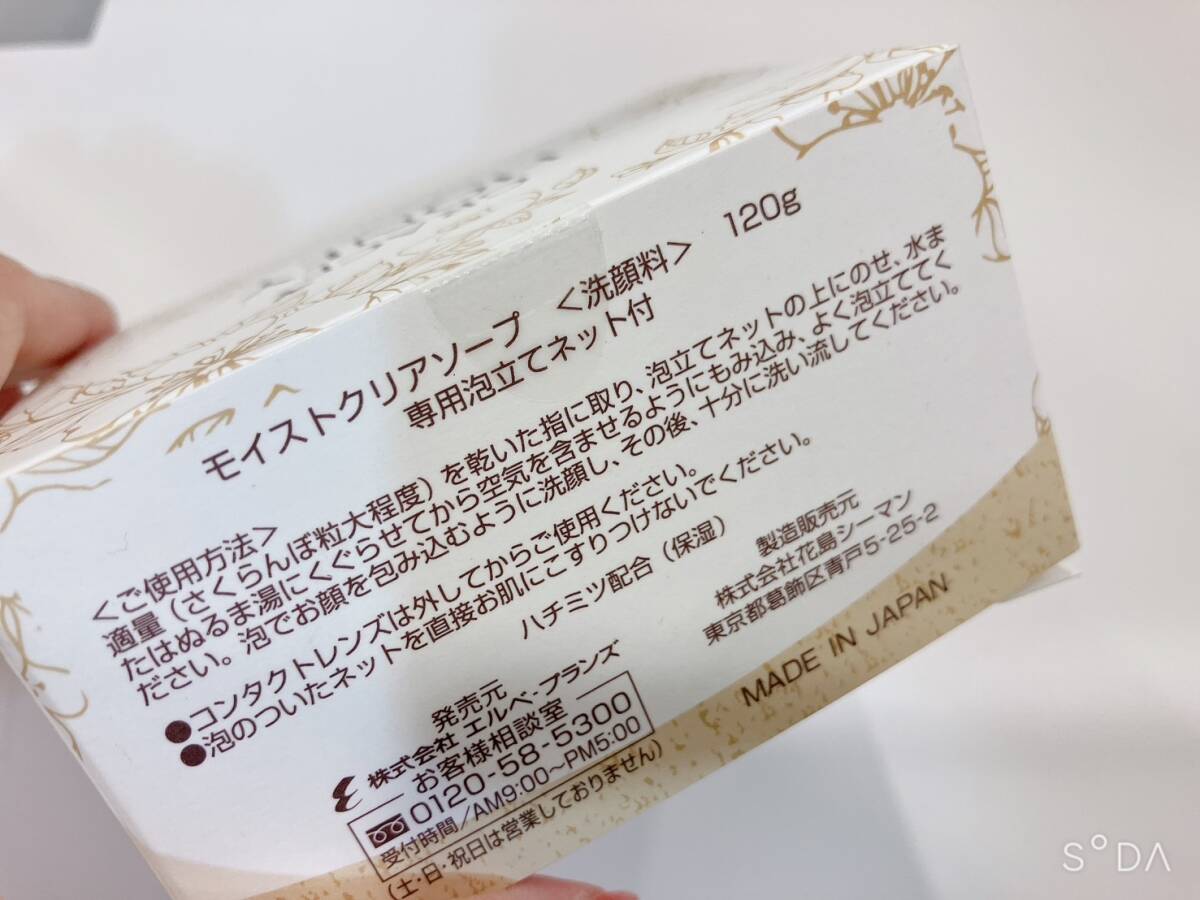 モイストクリアソープ <洗顔料> 120g
専用泡立てネット付
<ご使用方法>
適量(さくらんぼ粒大程度)を乾いた指に取り、泡立てネットの上にのせ、水ま
たはぬるま湯にくぐらせてから空気を含ませるようにもみ込み、よく泡立ててく
ださい。泡でお顔を包み込むように洗顔し、その後、十分に洗い流してください。
●コンタクトレンズは外してからご使用ください。
●泡のついたネットを直接お肌にこすりつけないでください。
ハチミツ配合(保湿)
発売元
株式会社 エルベ・プランズ
お客様相談室
0120-58-5300
受付時間/AM9:00〜PM5:00
(土・日・祝日は営業しておりません)
製造販売元
株式会社花島シーマン
東京都葛飾区青戸5-25-2
MADE IN JAPAN
S°DA